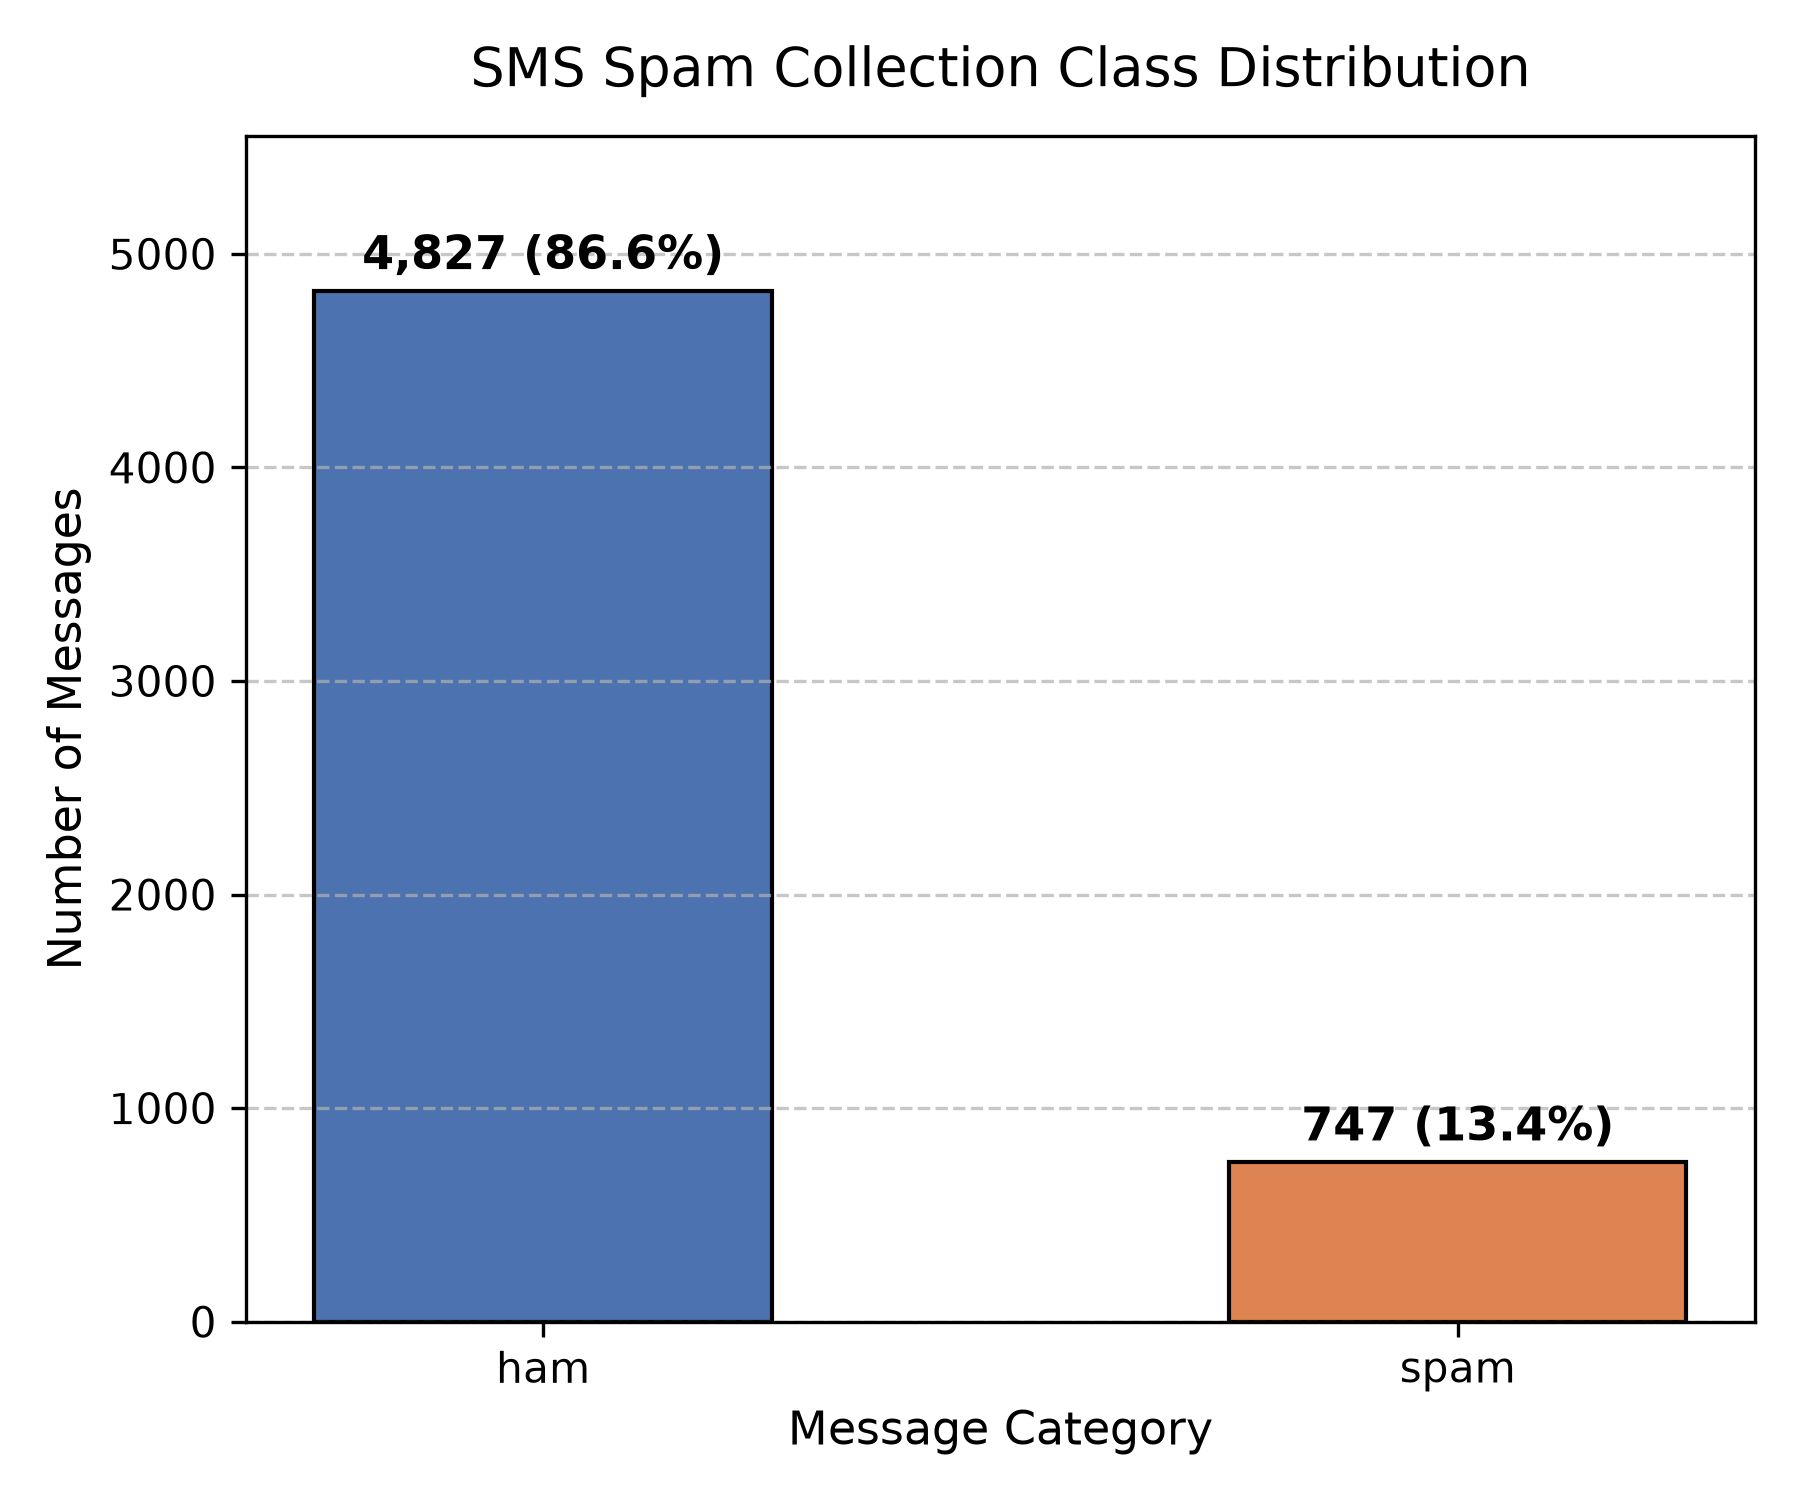 SMS Spam Collection Class Distribution
Number of Messages
5000
4000
3000
2000
1000
0
4,827 (86.6%)
747 (13.4%)
ham
spam
Message Category